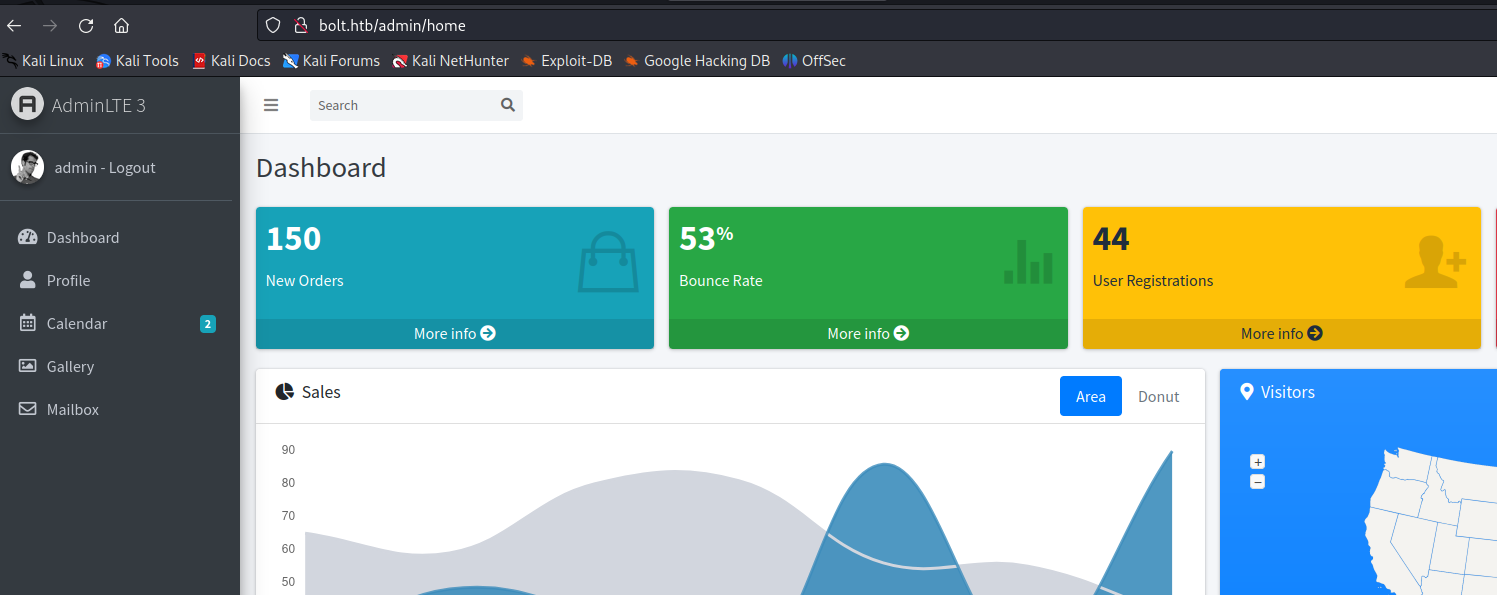 bolt.htb/admin/home
Kali Linux Kali Tools Kali Docs Kali Forums Kali NetHunter Exploit-DB Google Hacking DB OffSec
AdminLTE 3
Search
admin - Logout
Dashboard
Profile
Calendar 2
Gallery
Mailbox
Dashboard
150
New Orders
More info
53%
Bounce Rate
More info
44
User Registrations
More info
Sales
Area Donut
90
80
70
60
50
Visitors
+
−